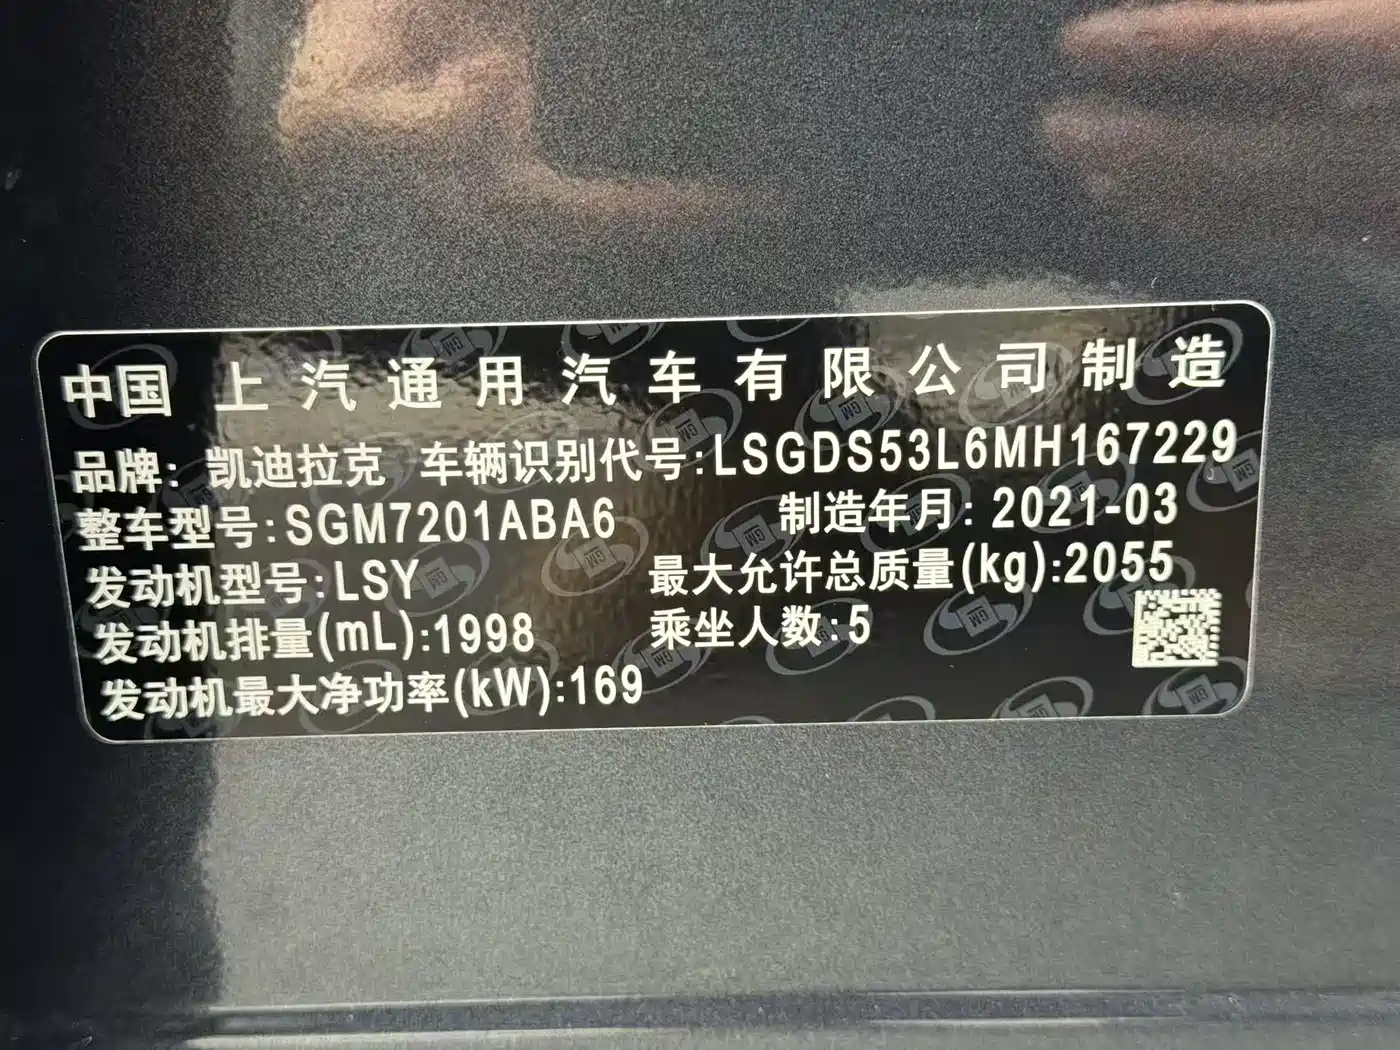 中国 上汽通用汽车有限公司制造
品牌: 凯迪拉克 车辆识别代号:LSGDS53L6MH167229
整车型号:SGM7201ABA6 制造年月: 2021-03
发动机型号:LSY 最大允许总质量(kg):2055
发动机排量(mL):1998 乘坐人数:5
发动机最大净功率(kW):169